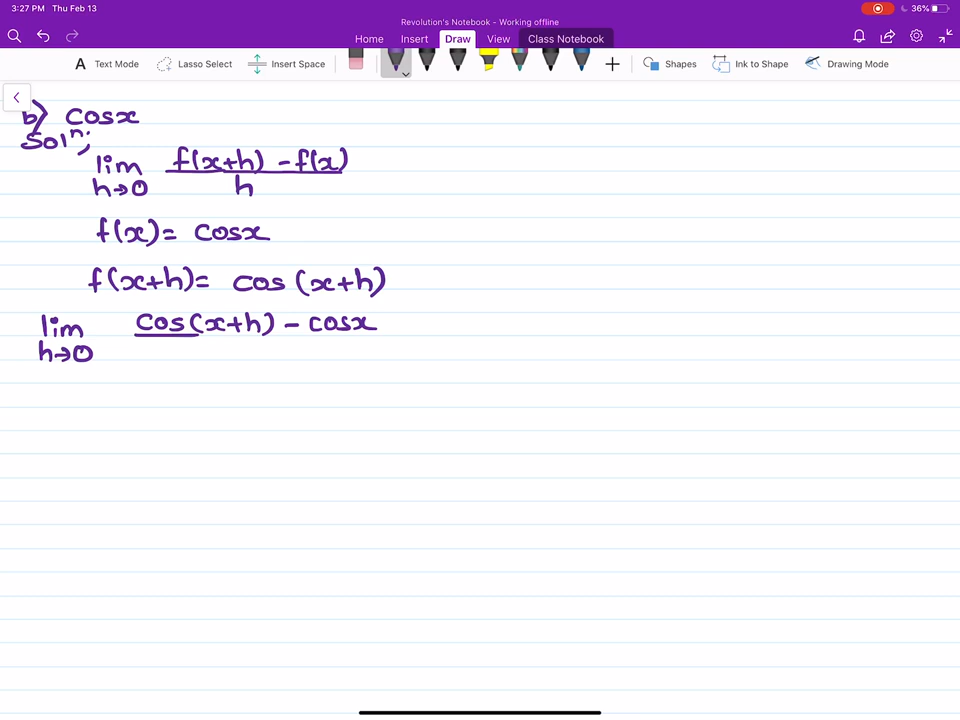 3:27 PM Thu Feb 13
36%
Revolution's Notebook - Working offline
Home Insert Draw View Class Notebook
Text Mode Lasso Select Insert Space Shapes Ink to Shape Drawing Mode
b) cosx
Solⁿ;
lim f(x+h) - f(x)
h→0 h
f(x) = cosx
f(x+h) = cos (x+h)
lim cos(x+h) - cosx
h→0